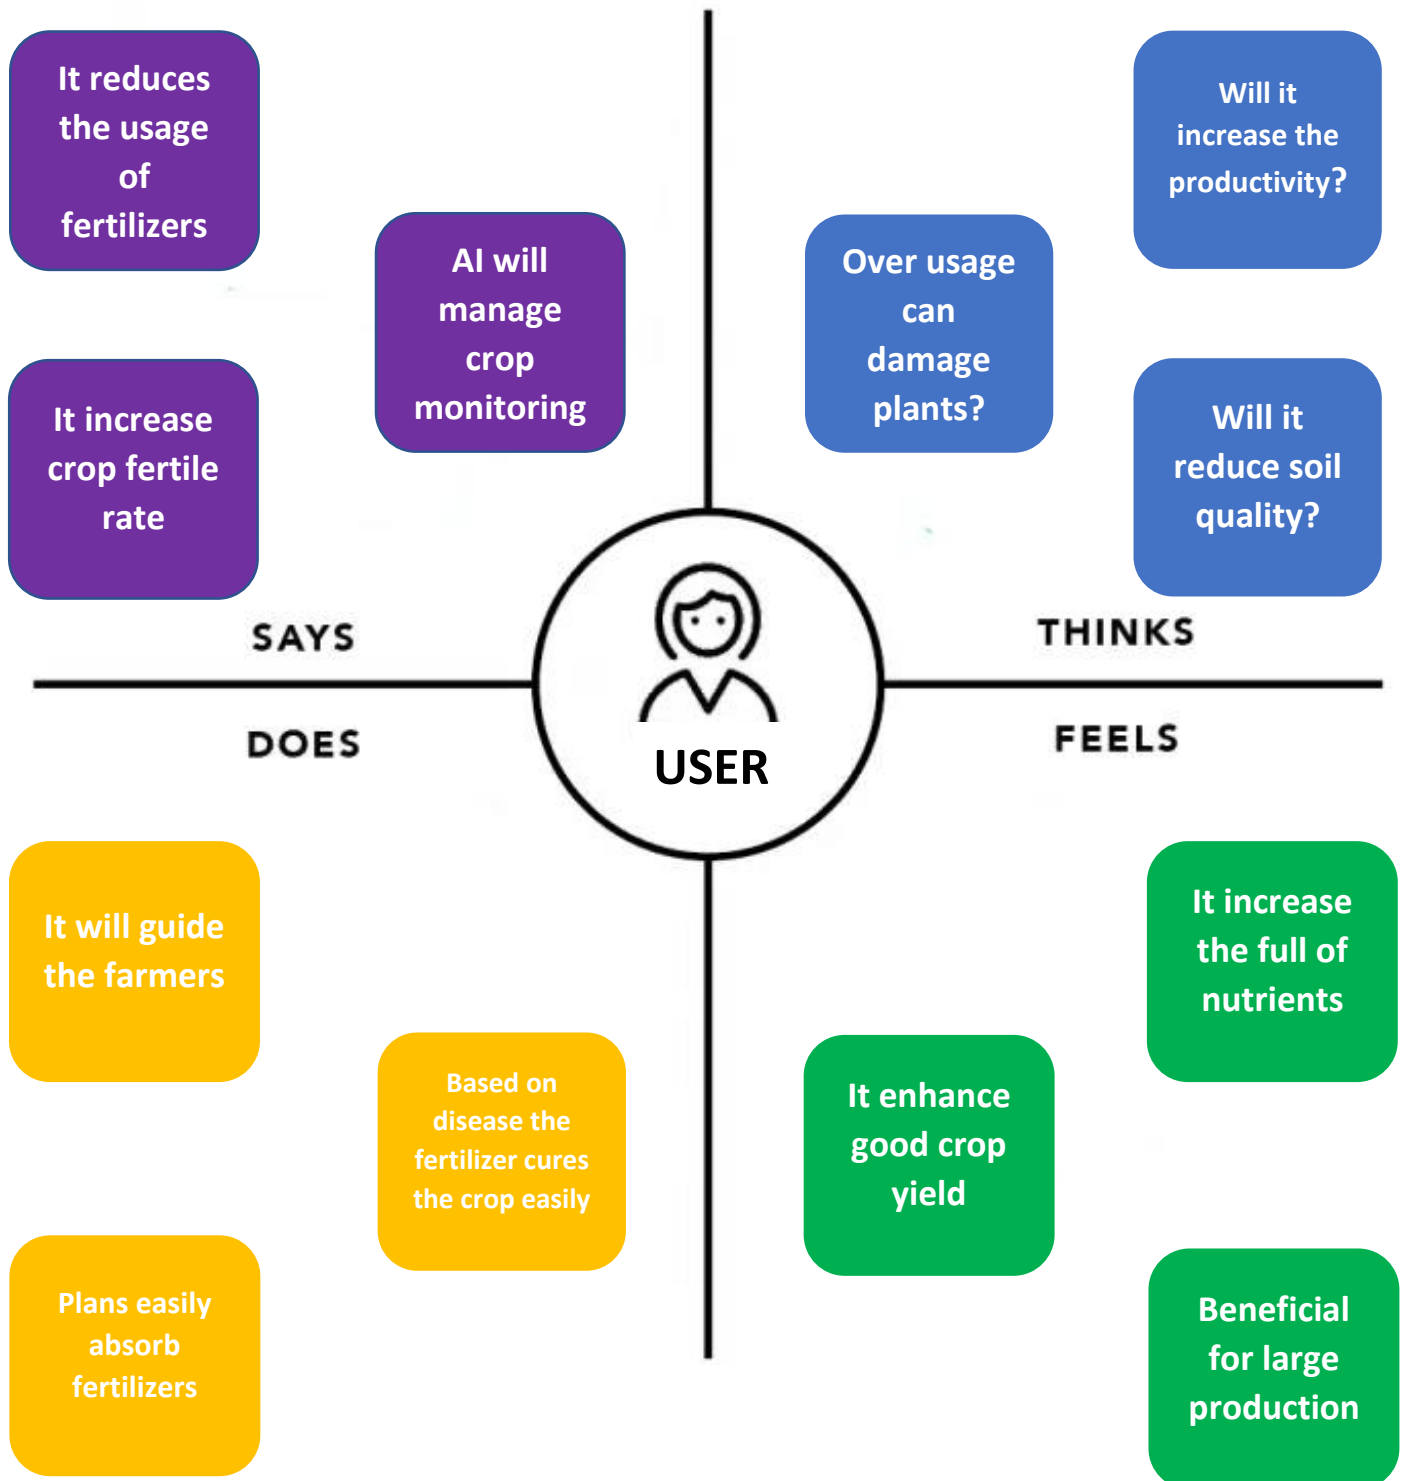 It reduces
the usage
of
fertilizers
AI will
manage
crop
monitoring
It increase
crop fertile
rate
SAYS
Will it
increase the
productivity?
Over usage
can
damage
plants?
Will it
reduce soil
quality?
THINKS
USER
DOES
It will guide
the farmers
Based on
disease the
fertilizer cures
the crop easily
Plans easily
absorb
fertilizers
FEELS
It increase
the full of
nutrients
It enhance
good crop
yield
Beneficial
for large
production